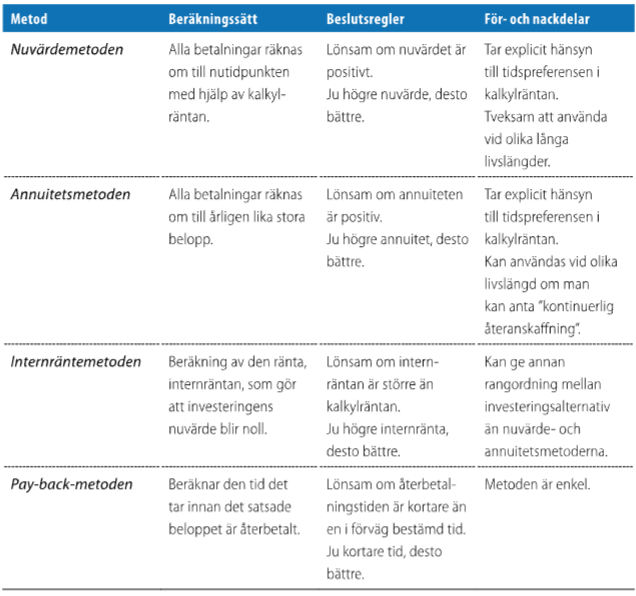 Metod Beräkningssätt Beslutsregler För- och nackdelar
Nuvärdemetoden
Alla betalningar räknas
om till nutidpunkten
med hjälp av kalkyl-
räntan.
Lönsam om nuvärdet är
positivt.
Ju högre nuvärde, desto
bättre.
Tar explicit hänsyn
till tidspreferensen i
kalkylräntan.
Tveksam att använda
vid olika långa
livslängder.
Annuitetsmetoden
Alla betalningar räknas
om till årligen lika stora
belopp.
Lönsam om annuiteten
är positiv.
Ju högre annuitet, desto
bättre.
Tar explicit hänsyn
till tidspreferensen i
kalkylräntan.
Kan användas vid olika
livslängd om man
kan anta ”kontinuerlig
återanskaffning”.
Internräntemetoden
Beräkning av den ränta,
internräntan, som gör
att investeringens
nuvärde blir noll.
Lönsam om intern-
räntan är större än
kalkylräntan.
Ju högre internränta,
desto bättre.
Kan ge annan
rangordning mellan
investeringsalternativ
än nuvärde- och
annuitetsmetoderna.
Pay-back-metoden
Beräknar den tid det
tar innan det satsade
beloppet är återbetalt.
Lönsam om återbetal-
ningstiden är kortare än
en i förväg bestämd tid.
Ju kortare tid, desto
bättre.
Metoden är enkel.